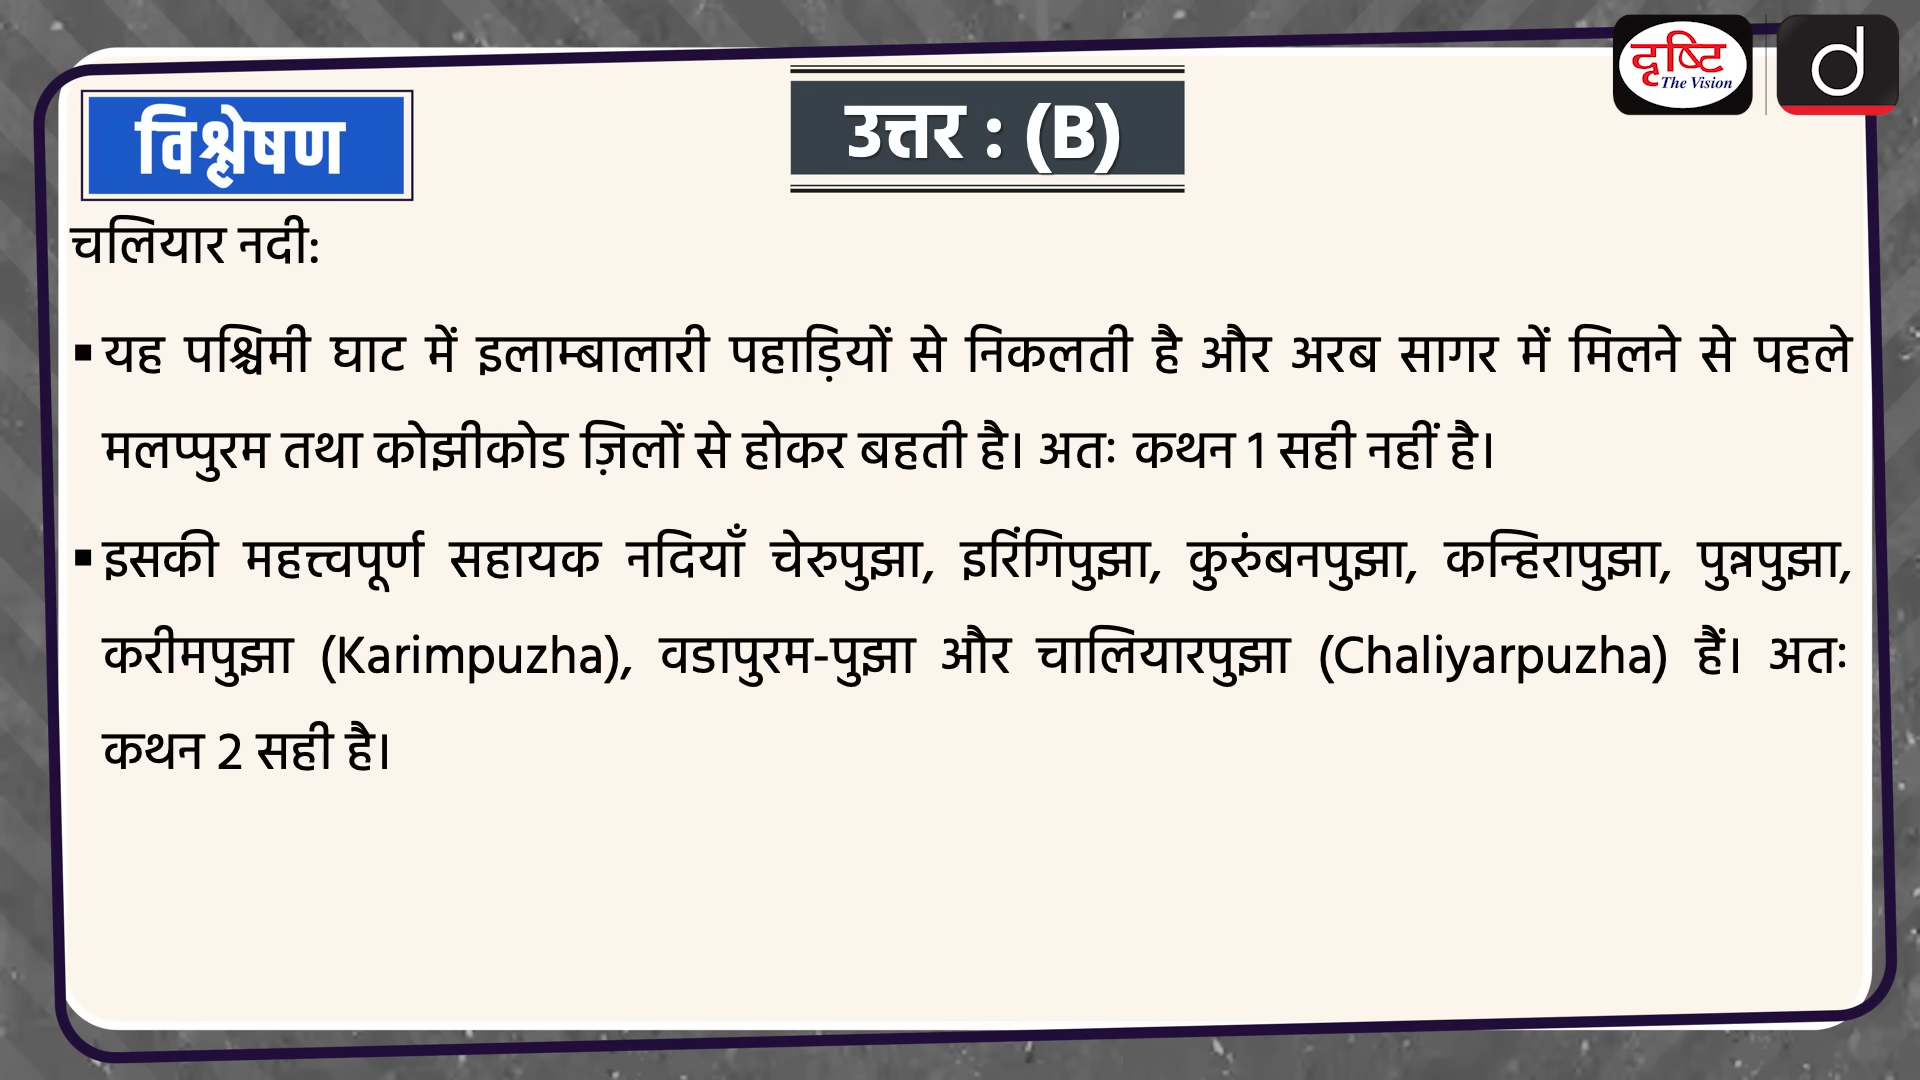 दृष्टि
The Vision
d
विश्लेषण
उत्तर : (B)
चलियार नदी:
▪ यह पश्चिमी घाट में इलाम्बालारी पहाड़ियों से निकलती है और अरब सागर में मिलने से पहले
मलप्पुरम तथा कोझीकोड ज़िलों से होकर बहती है। अतः कथन 1 सही नहीं है।
▪ इसकी महत्त्वपूर्ण सहायक नदियाँ चेरुपुझा, इरिंगिपुझा, कुरुंबनपुझा, कन्हिरापुझा, पुन्नपुझा,
करीमपुझा (Karimpuzha), वडापुरम-पुझा और चालियारपुझा (Chaliyarpuzha) हैं। अतः
कथन 2 सही है।